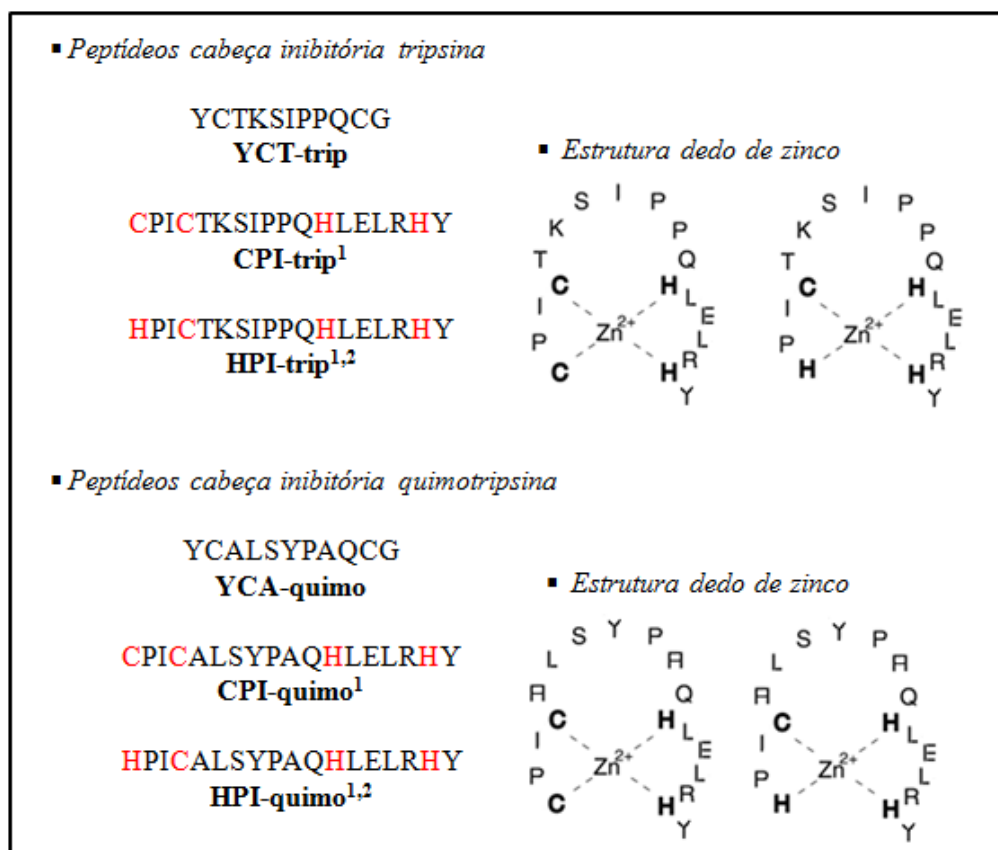 ▪ Peptídeos cabeça inibitória tripsina
YCTKSIPPQCG
YCT-trip
CPICTKSIPPQHLELRHY
CPI-trip¹
HPICTKSIPPQHLELRHY
HPI-trip¹,²
▪ Estrutura dedo de zinco
C P I C T K S I P P Q H L E L R H Y
Zn²⁺
H P I C T K S I P P Q H L E L R H Y
Zn²⁺
▪ Peptídeos cabeça inibitória quimotripsina
YCALSYPAQCG
YCA-quimo
CPICALSYPAQHLELRHY
CPI-quimo¹
HPICALSYPAQHLELRHY
HPI-quimo¹,²
▪ Estrutura dedo de zinco
C P I C A L S Y P A Q H L E L R H Y
Zn²⁺
H P I C A L S Y P A Q H L E L R H Y
Zn²⁺